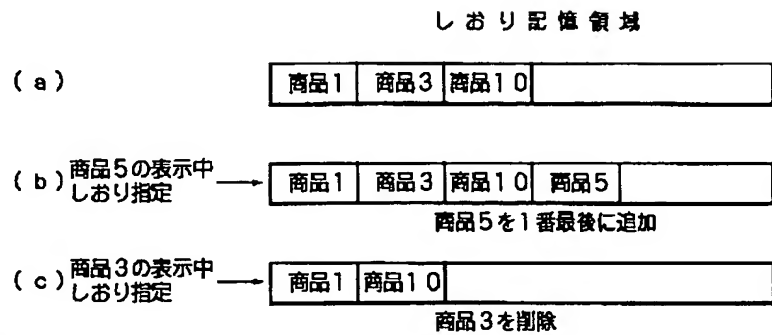 しおり記憶領域
(a) 商品1 商品3 商品10
(b) 商品5の表示中
しおり指定 商品1 商品3 商品10 商品5
商品5を1番最後に追加
(c) 商品3の表示中
しおり指定 商品1 商品10
商品3を削除